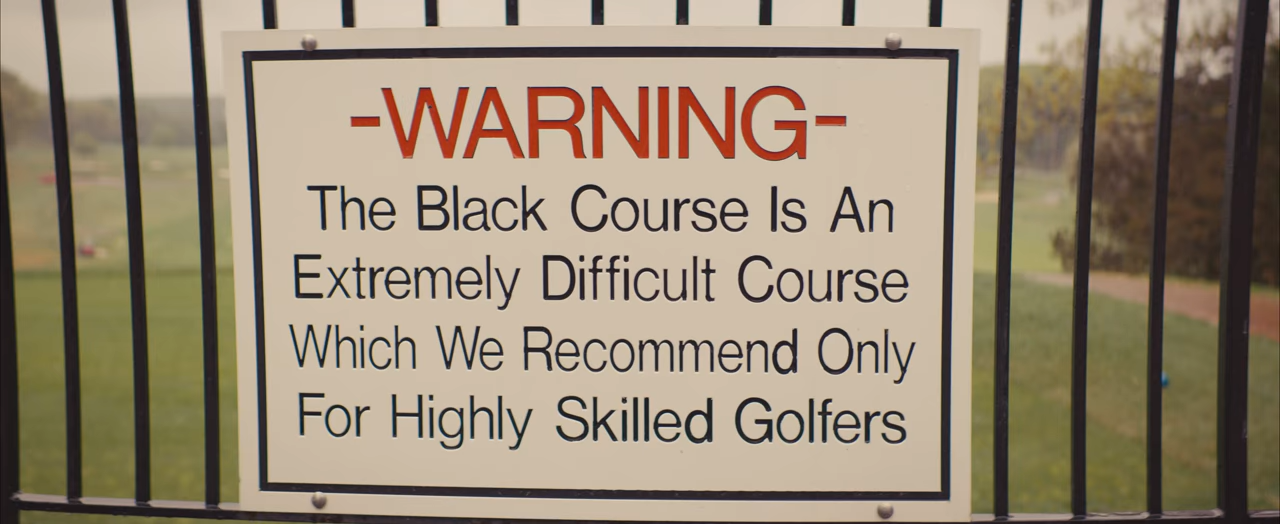 -WARNING-
The Black Course Is An
Extremely Difficult Course
Which We Recommend Only
For Highly Skilled Golfers